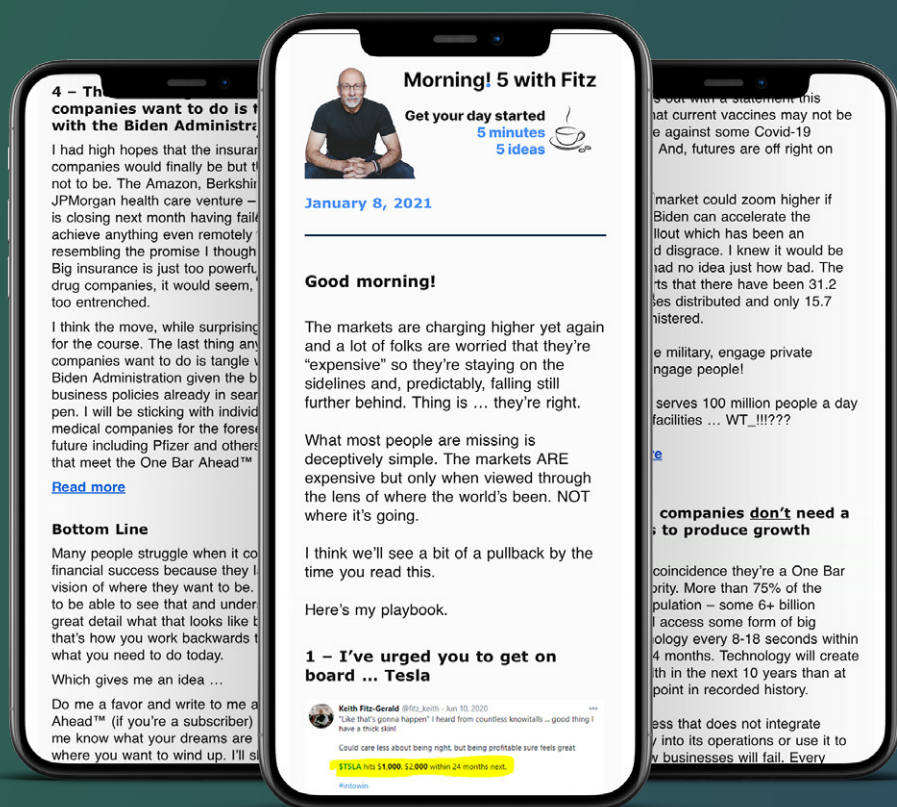 4 – Th
companies want to do is t
with the Biden Administra
I had high hopes that the insuran
companies would finally be but th
not to be. The Amazon, Berkshir
JPMorgan health care venture –
is closing next month having faile
achieve anything even remotely
resembling the promise I though
Big insurance is just too powerfu
drug companies, it would seem,
too entrenched.
I think the move, while surprising
for the course. The last thing any
companies want to do is tangle w
Biden Administration given the b
business policies already in sear
pen. I will be sticking with individ
medical companies for the forese
future including Pfizer and others
that meet the One Bar Ahead™
Read more
Bottom Line
Many people struggle when it co
financial success because they la
vision of where they want to be.
to be able to see that and under
great detail what that looks like b
that's how you work backwards t
what you need to do today.
Which gives me an idea …
Do me a favor and write to me a
Ahead™ (if you're a subscriber)
me know what your dreams are
where you want to wind up. I'll sh
Morning! 5 with Fitz
Get your day started
5 minutes
5 ideas
January 8, 2021
Good morning!
The markets are charging higher yet again
and a lot of folks are worried that they're
“expensive” so they're staying on the
sidelines and, predictably, falling still
further behind. Thing is … they're right.
What most people are missing is
deceptively simple. The markets ARE
expensive but only when viewed through
the lens of where the world's been. NOT
where it's going.
I think we'll see a bit of a pullback by the
time you read this.
Here's my playbook.
1 – I've urged you to get on
board … Tesla
Keith Fitz-Gerald @fitz_keith - Jun 10, 2020
"Like that's gonna happen" I heard from countless knowitalls ... good thing I
have a thick skin!
Could care less about being right, but being profitable sure feels great
$TSLA hits $1,000. $2,000 within 24 months next.
#intowin
s out with a statement this
hat current vaccines may not be
e against some Covid-19
And, futures are off right on
market could zoom higher if
Biden can accelerate the
llout which has been an
d disgrace. I knew it would be
had no idea just how bad. The
rts that there have been 31.2
ses distributed and only 15.7
nistered.
e military, engage private
ngage people!
serves 100 million people a day
facilities … WT_!!!???
re
companies don't need a
s to produce growth
coincidence they're a One Bar
ority. More than 75% of the
pulation – some 6+ billion
l access some form of big
ology every 8-18 seconds within
4 months. Technology will create
lth in the next 10 years than at
point in recorded history.
ess that does not integrate
y into its operations or use it to
w businesses will fail. Every